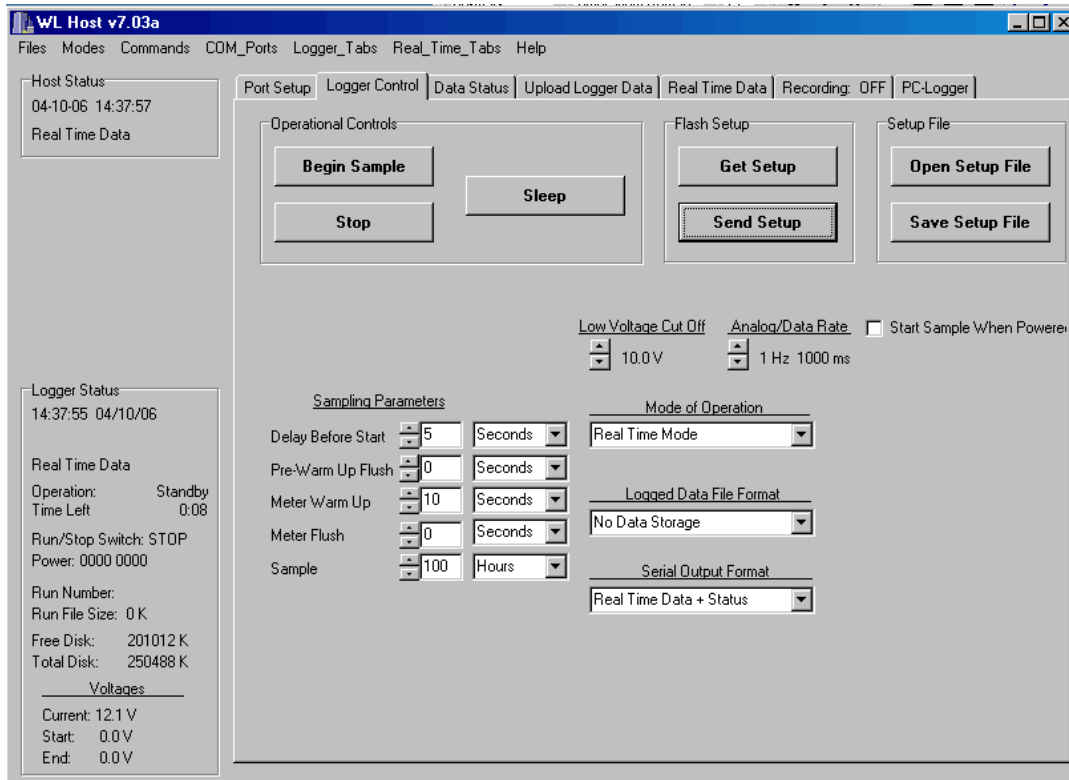 WL Host v7.03a
Files Modes Commands COM_Ports Logger_Tabs Real_Time_Tabs Help
Host Status
04-10-06 14:37:57
Real Time Data
Port Setup Logger Control Data Status Upload Logger Data Real Time Data Recording: OFF PC-Logger
Operational Controls
Begin Sample
Stop
Sleep
Flash Setup
Get Setup
Send Setup
Setup File
Open Setup File
Save Setup File
Low Voltage Cut Off
10.0 V
Analog/Data Rate
1 Hz 1000 ms
Start Sample When Powere
Logger Status
14:37:55 04/10/06
Real Time Data
Operation: Standby
Time Left 0:08
Run/Stop Switch: STOP
Power: 0000 0000
Run Number:
Run File Size: 0 K
Free Disk: 201012 K
Total Disk: 250488 K
Voltages
Current: 12.1 V
Start: 0.0 V
End: 0.0 V
Sampling Parameters
Delay Before Start 5 Seconds
Pre-Warm Up Flush 0 Seconds
Meter Warm Up 10 Seconds
Meter Flush 0 Seconds
Sample 100 Hours
Mode of Operation
Real Time Mode
Logged Data File Format
No Data Storage
Serial Output Format
Real Time Data + Status